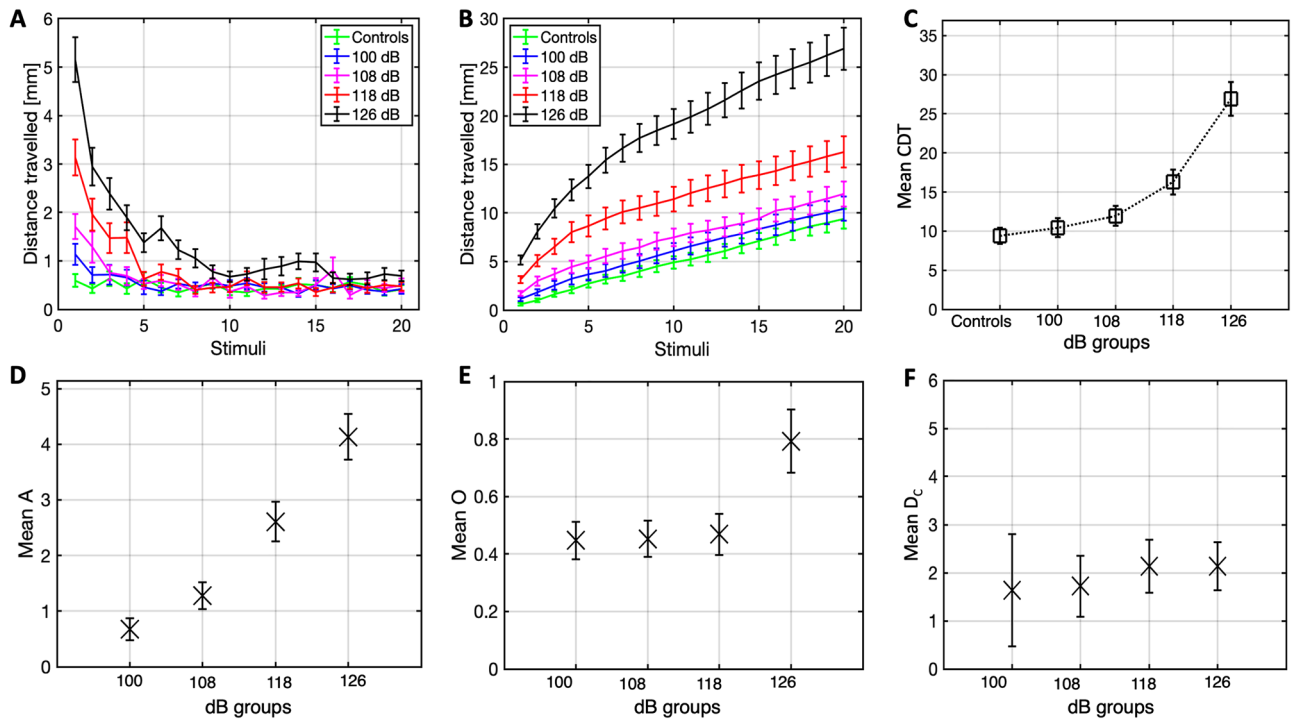 A
Distance travelled [mm]
6
5
4
3
2
1
0
0 5 10 15 20
Stimuli
Controls
100 dB
108 dB
118 dB
126 dB
B
Distance travelled [mm]
30
25
20
15
10
5
0
0 5 10 15 20
Stimuli
Controls
100 dB
108 dB
118 dB
126 dB
C
Mean CDT
35
30
25
20
15
10
5
0
Controls 100 108 118 126
dB groups
D
Mean A
5
4
3
2
1
0
100 108 118 126
dB groups
E
Mean O
1
0.8
0.6
0.4
0.2
0
100 108 118 126
dB groups
F
Mean DC
6
5
4
3
2
1
0
100 108 118 126
dB groups